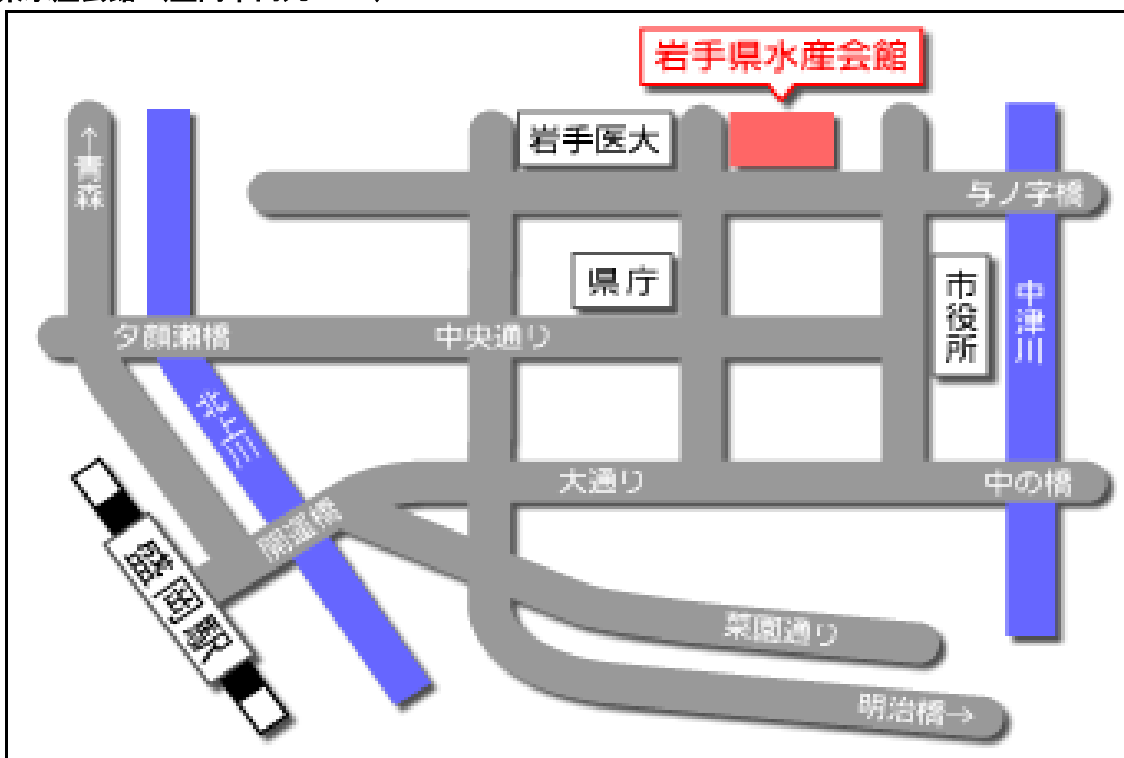 岩手県水産会館
岩手医大
↑青森
与ノ字橋
県庁
市役所
中津川
夕顔瀬橋
中央通り
北上川
大通り
中の橋
開運橋
盛岡駅
菜園通り
明治橋→